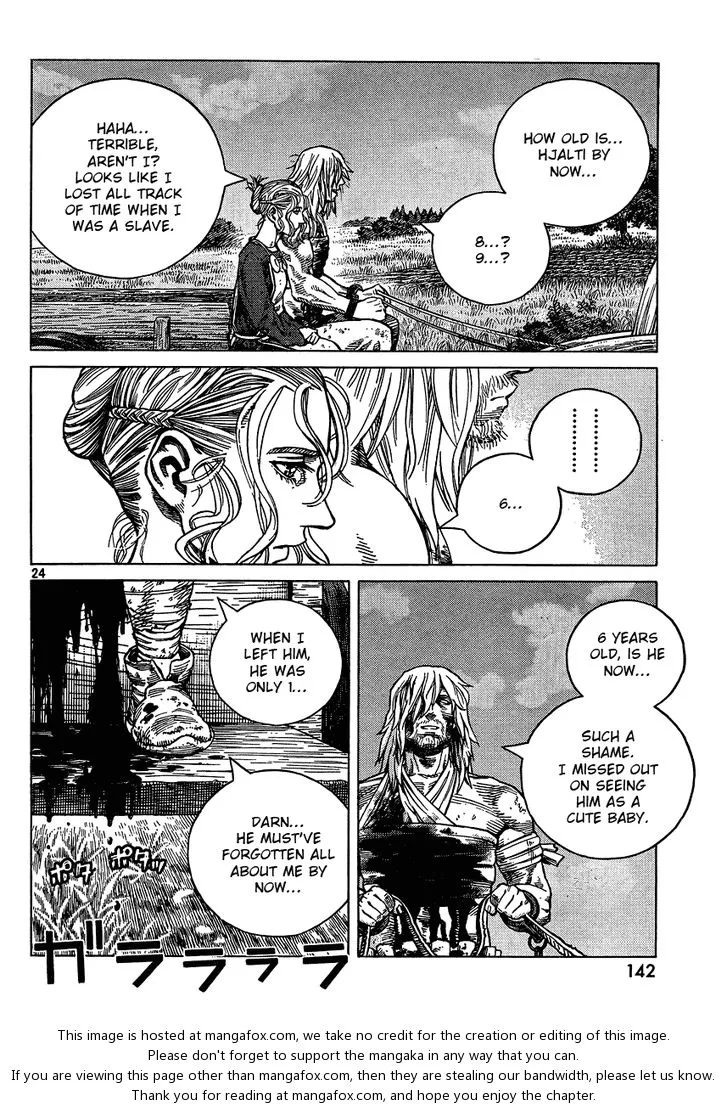 HOW OLD IS...
HJALTI BY
NOW...
8...?
9...?
HAHA...
TERRIBLE,
AREN'T I?
LOOKS LIKE I
LOST ALL TRACK
OF TIME WHEN I
WAS A SLAVE.
6...
24
6 YEARS
OLD, IS HE
NOW...
SUCH A
SHAME.
I MISSED OUT
ON SEEING
HIM AS A
CUTE BABY.
WHEN I
LEFT HIM,
HE WAS
ONLY 1...
DARN...
HE MUST'VE
FORGOTTEN ALL
ABOUT ME BY
NOW...
ポタ
ポタ
ガラララララ
142
This image is hosted at mangafox.com, we take no credit for the creation or editing of this image.
Please don't forget to support the mangaka in any way that you can.
If you are viewing this page other than mangafox.com, then they are stealing our bandwidth, please let us know.
Thank you for reading at mangafox.com, and hope you enjoy the chapter.